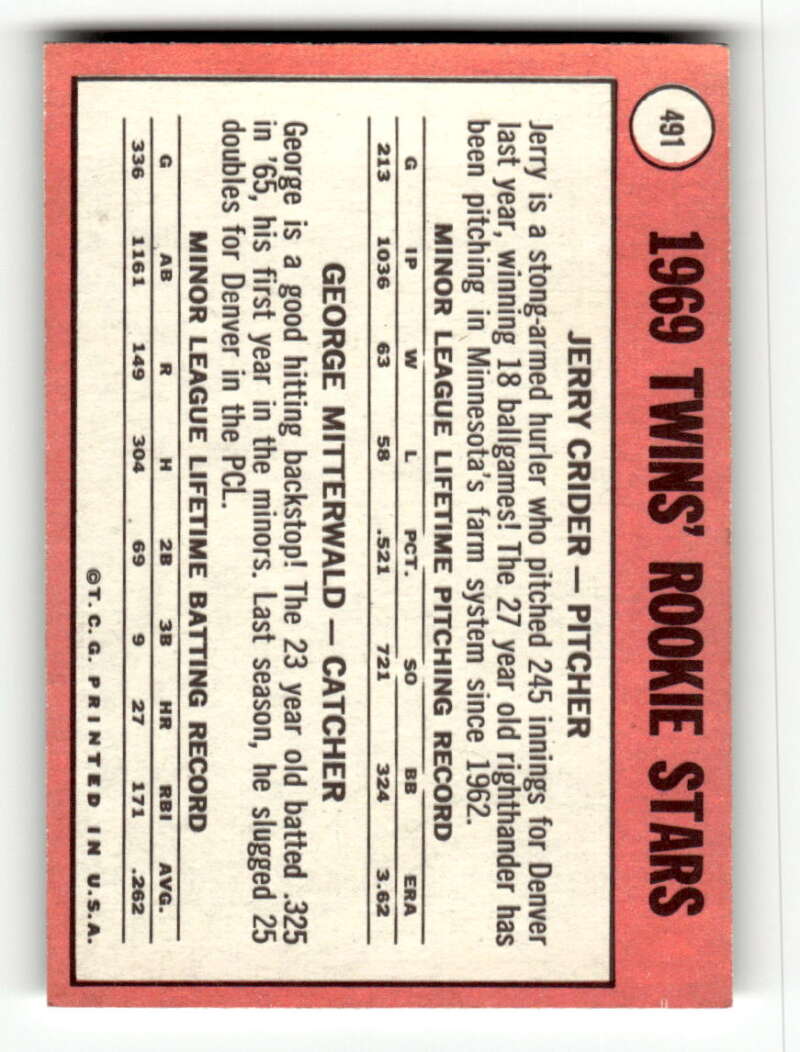 491
1969 TWINS' ROOKIE STARS
JERRY CRIDER — PITCHER
Jerry is a stong-armed hurler who pitched 245 innings for Denver
last year, winning 18 ballgames! The 27 year old righthander has
been pitching in Minnesota's farm system since 1962.
MINOR LEAGUE LIFETIME PITCHING RECORD
G IP W L PCT. SO BB ERA
213 1036 63 58 .521 721 324 3.62
GEORGE MITTERWALD — CATCHER
George is a good hitting backstop! The 23 year old batted .325
in '65, his first year in the minors. Last season, he slugged 25
doubles for Denver in the PCL.
MINOR LEAGUE LIFETIME BATTING RECORD
G AB R H 2B 3B HR RBI AVG.
336 1161 149 304 69 9 27 171 .262
©T.C.G. PRINTED IN U.S.A.